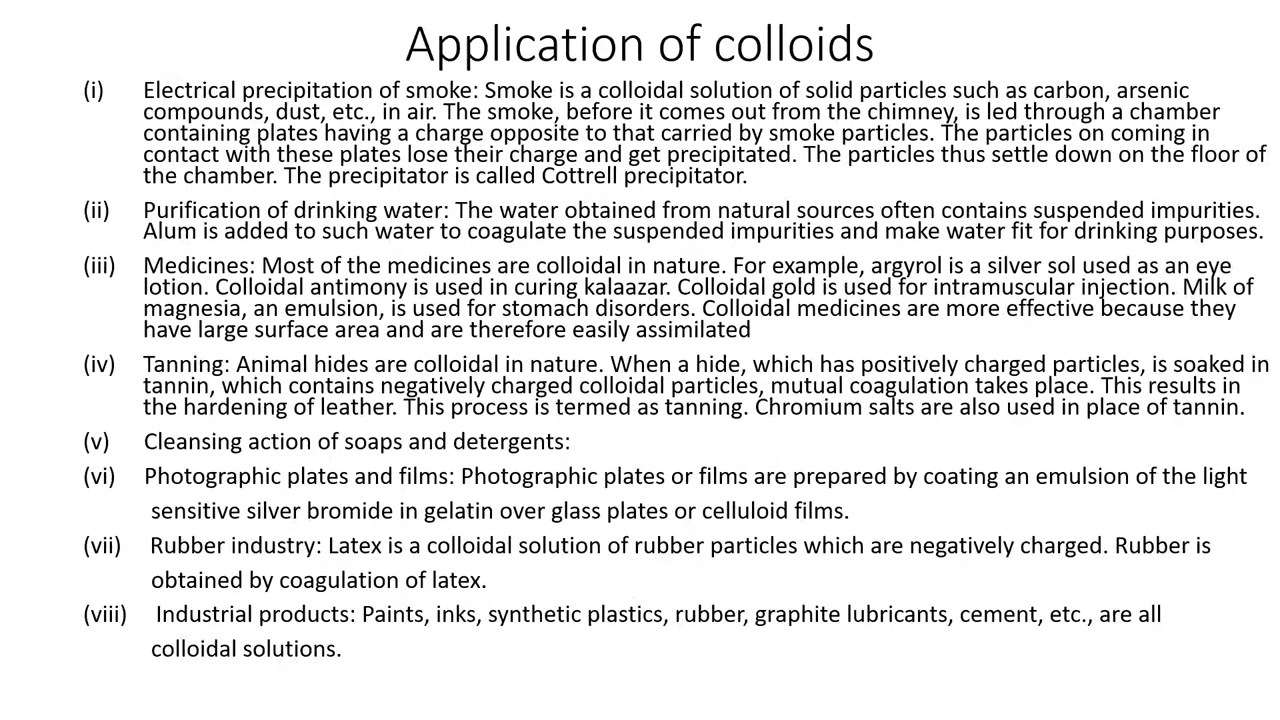 Application of colloids
(i) Electrical precipitation of smoke: Smoke is a colloidal solution of solid particles such as carbon, arsenic
compounds, dust, etc., in air. The smoke, before it comes out from the chimney, is led through a chamber
containing plates having a charge opposite to that carried by smoke particles. The particles on coming in
contact with these plates lose their charge and get precipitated. The particles thus settle down on the floor of
the chamber. The precipitator is called Cottrell precipitator.
(ii) Purification of drinking water: The water obtained from natural sources often contains suspended impurities.
Alum is added to such water to coagulate the suspended impurities and make water fit for drinking purposes.
(iii) Medicines: Most of the medicines are colloidal in nature. For example, argyrol is a silver sol used as an eye
lotion. Colloidal antimony is used in curing kalaazar. Colloidal gold is used for intramuscular injection. Milk of
magnesia, an emulsion, is used for stomach disorders. Colloidal medicines are more effective because they
have large surface area and are therefore easily assimilated
(iv) Tanning: Animal hides are colloidal in nature. When a hide, which has positively charged particles, is soaked in
tannin, which contains negatively charged colloidal particles, mutual coagulation takes place. This results in
the hardening of leather. This process is termed as tanning. Chromium salts are also used in place of tannin.
(v) Cleansing action of soaps and detergents:
(vi) Photographic plates and films: Photographic plates or films are prepared by coating an emulsion of the light
sensitive silver bromide in gelatin over glass plates or celluloid films.
(vii) Rubber industry: Latex is a colloidal solution of rubber particles which are negatively charged. Rubber is
obtained by coagulation of latex.
(viii) Industrial products: Paints, inks, synthetic plastics, rubber, graphite lubricants, cement, etc., are all
colloidal solutions.